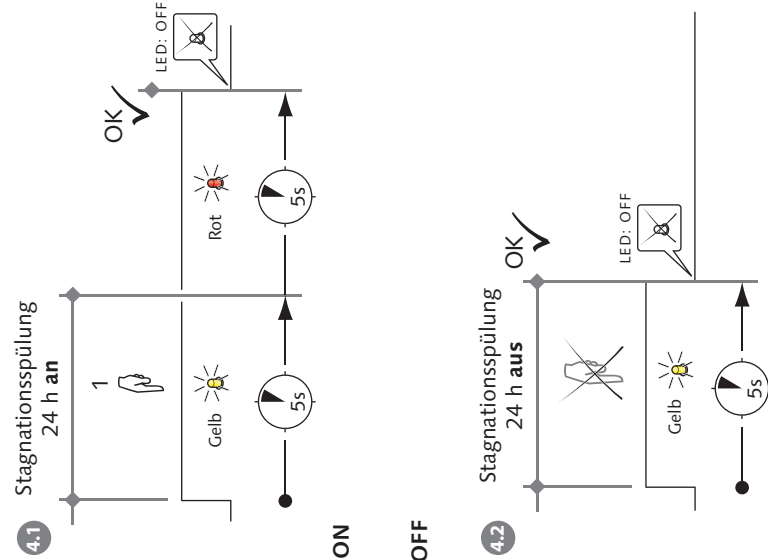 4.1
Stagnationsspülung
24 h an
1
OK
Gelb
Rot
LED: OFF
5s
5s
ON
OFF
4.2
Stagnationsspülung
24 h aus
OK
Gelb
LED: OFF
5s